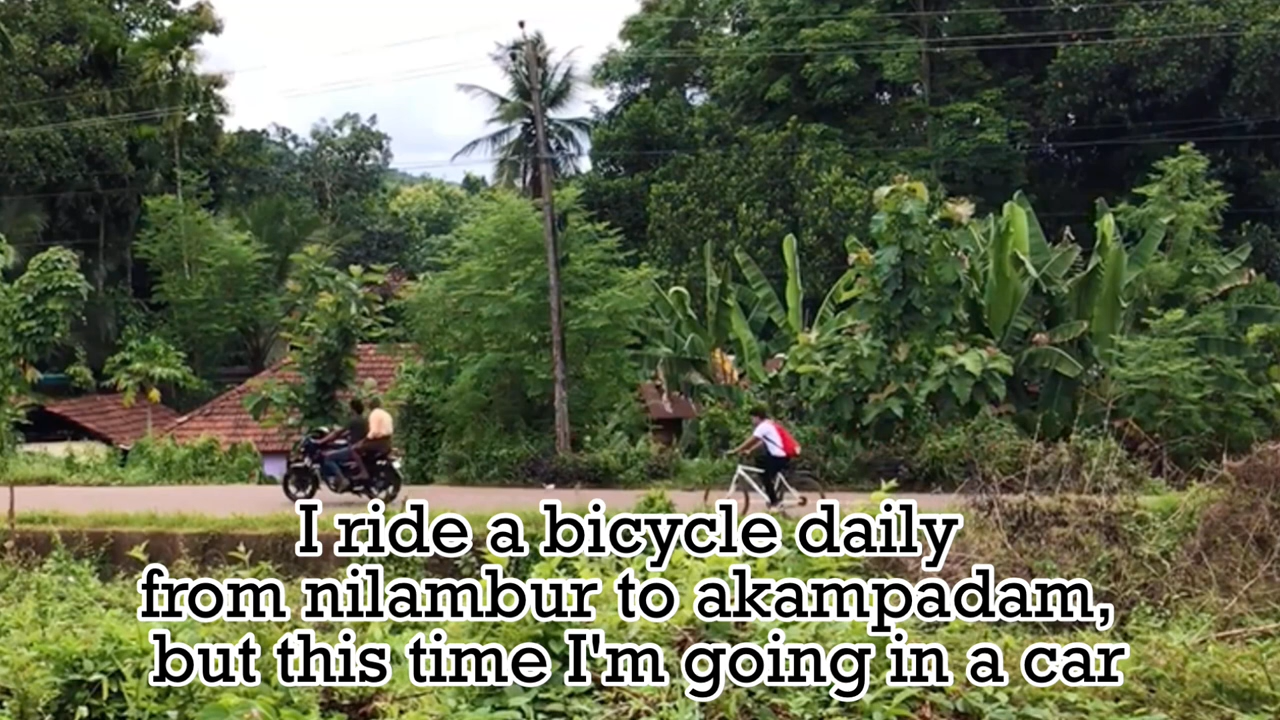 I ride a bicycle daily
from nilambur to akampadam,
but this time I'm going in a car